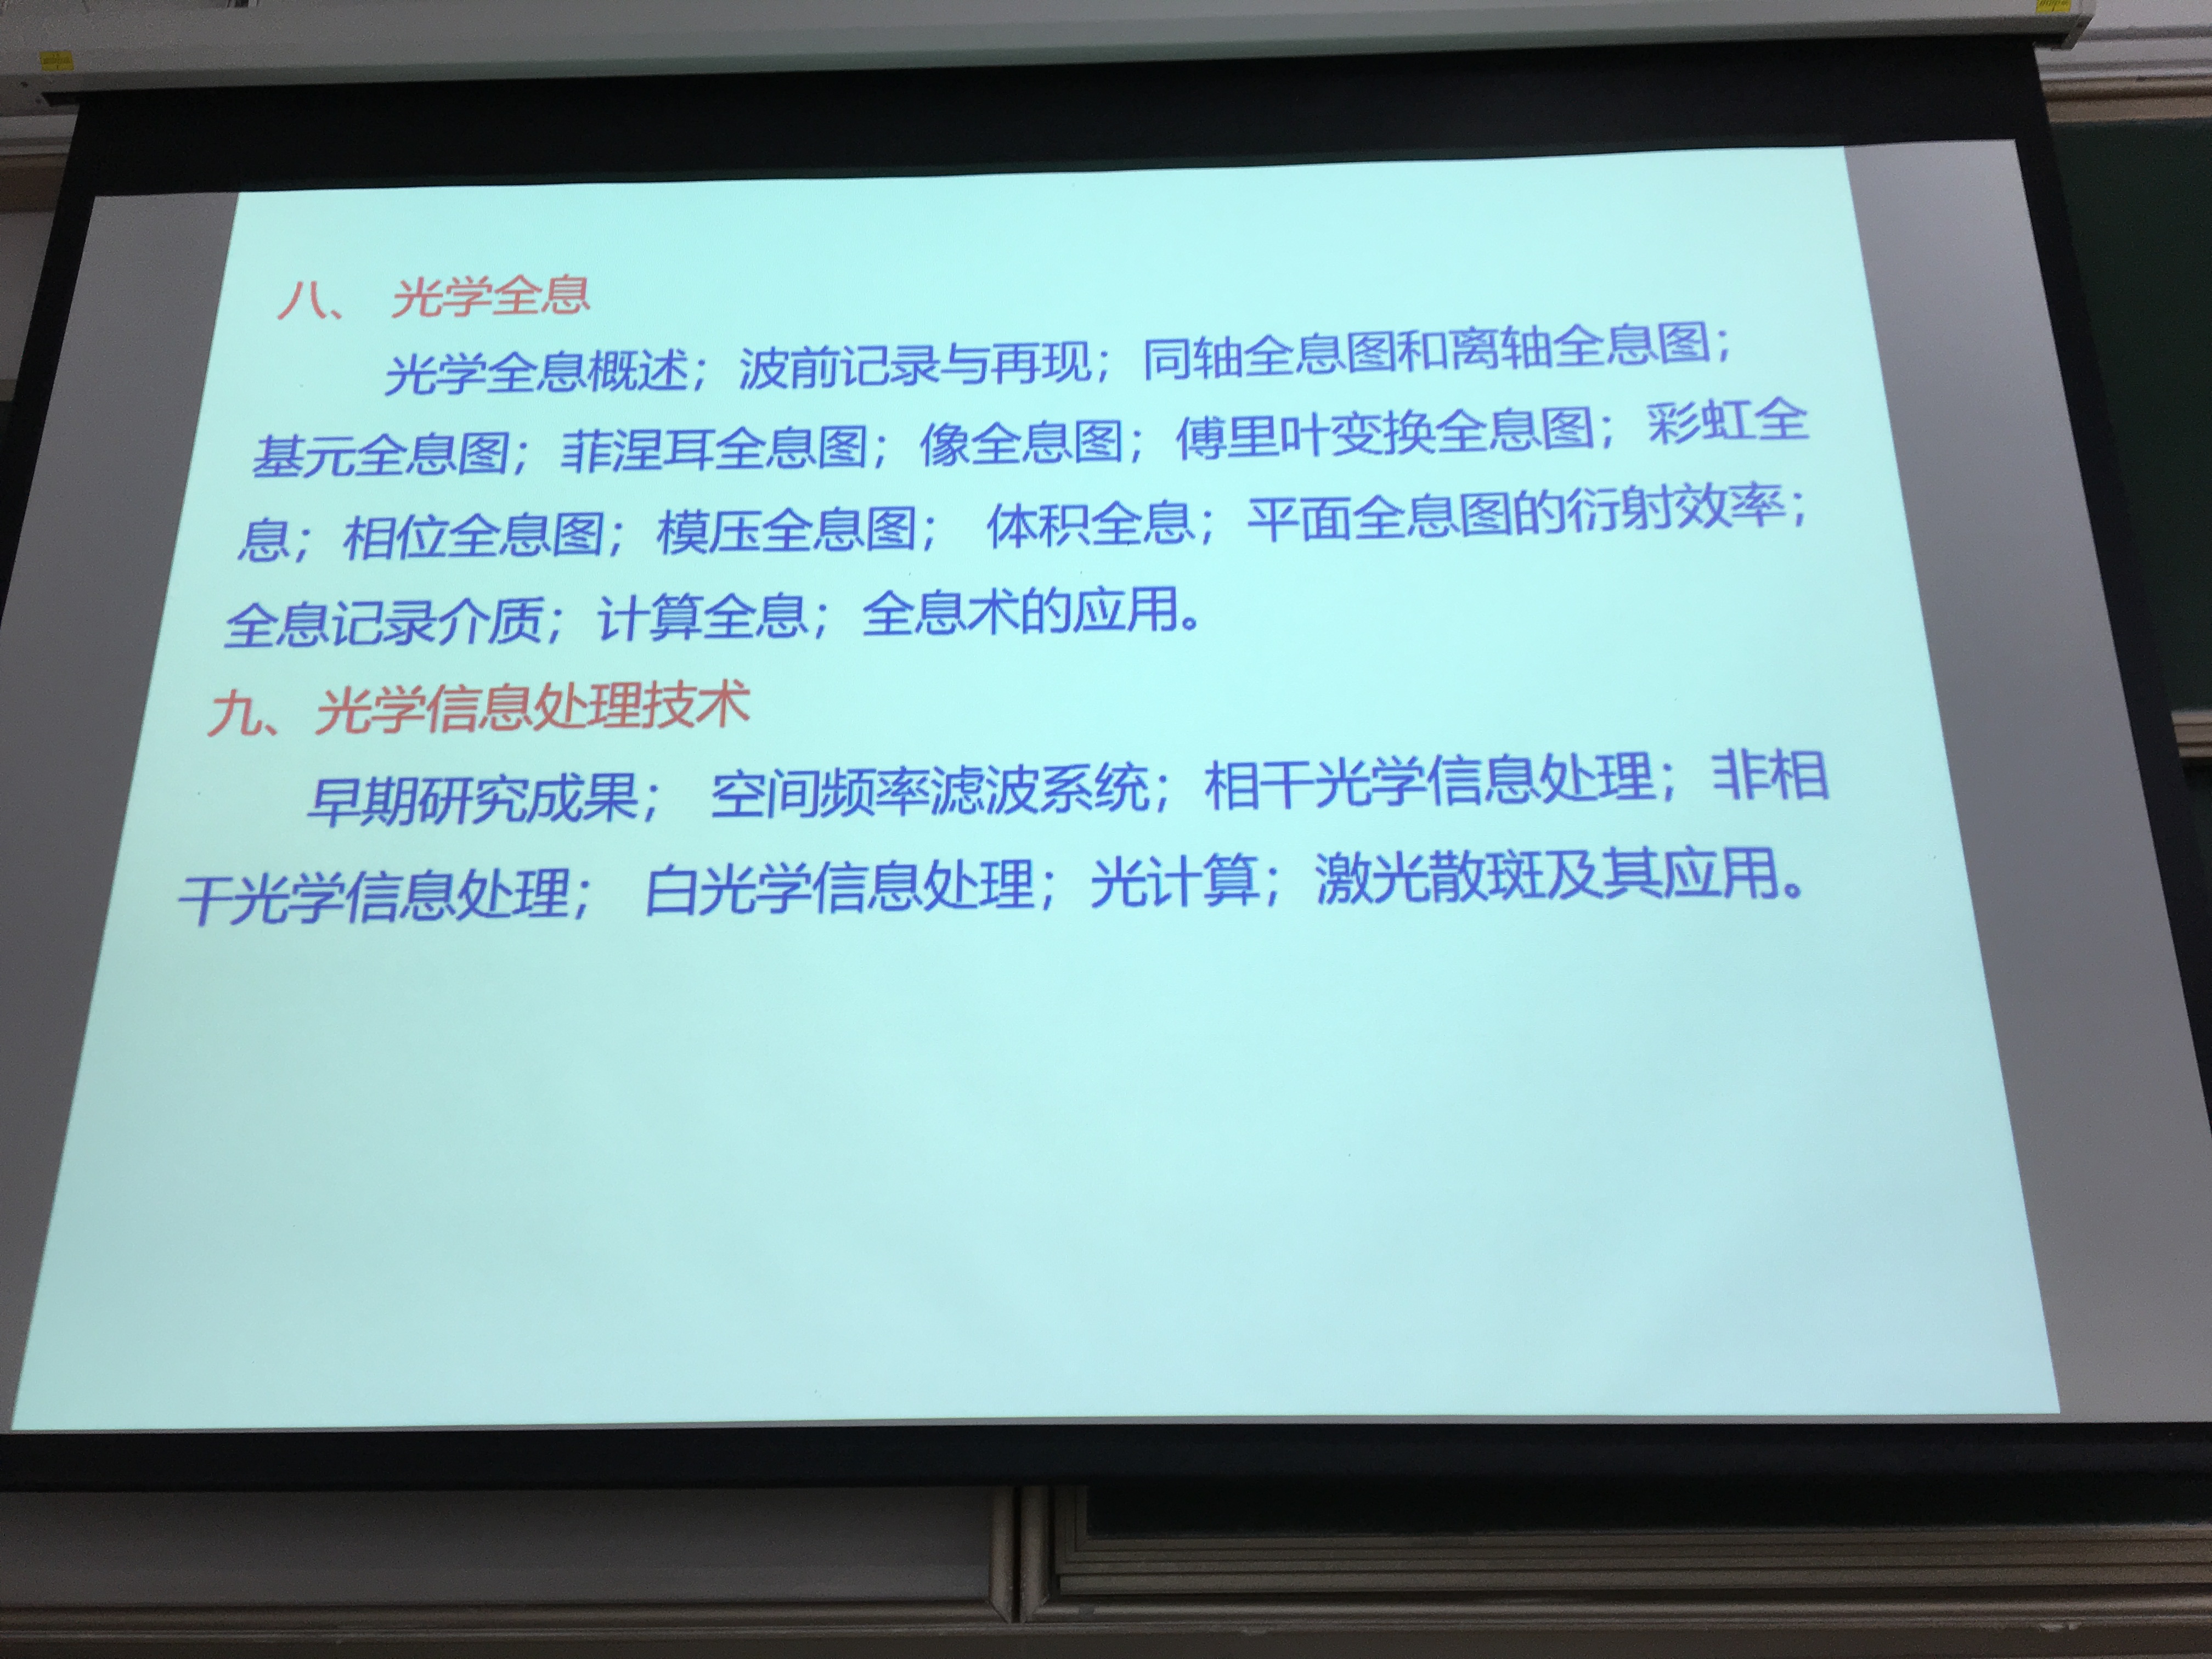 八、 光学全息
光学全息概述；波前记录与再现；同轴全息图和离轴全息图；
基元全息图；菲涅耳全息图；像全息图；傅里叶变换全息图；彩虹全
息；相位全息图；模压全息图； 体积全息；平面全息图的衍射效率；
全息记录介质；计算全息；全息术的应用。
九、光学信息处理技术
早期研究成果； 空间频率滤波系统；相干光学信息处理；非相
干光学信息处理； 白光学信息处理；光计算；激光散斑及其应用。